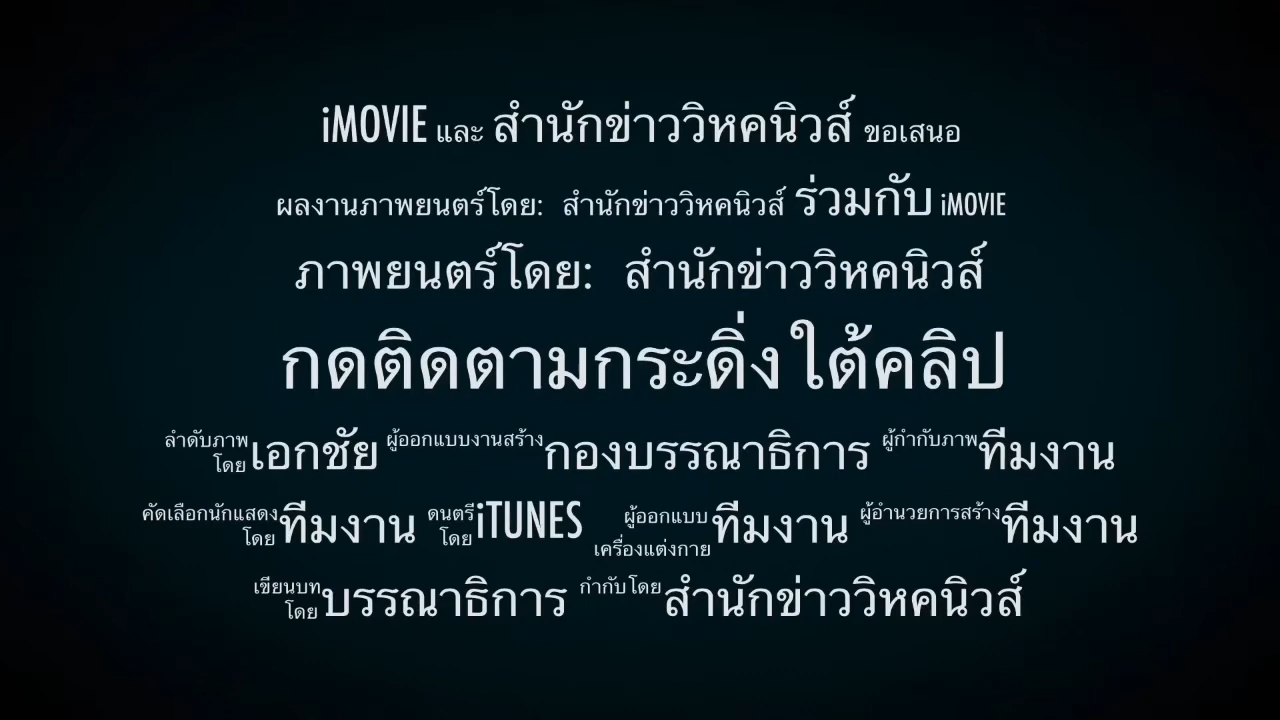 iMOVIE และ สำนักข่าววิหคนิวส์ ขอเสนอ
ผลงานภาพยนตร์โดย: สำนักข่าววิหคนิวส์ ร่วมกับ iMOVIE
ภาพยนตร์โดย: สำนักข่าววิหคนิวส์
กดติดตามกระดิ่ง ใต้คลิป
ลำดับภาพโดย เอกชัย ผู้ออกแบบงานสร้าง กองบรรณาธิการ ผู้กำกับภาพ ทีมงาน
คัดเลือกนักแสดงโดย ทีมงาน ดนตรีโดย iTUNES ผู้ออกแบบเครื่องแต่งกาย ทีมงาน ผู้อำนวยการสร้าง ทีมงาน
เขียนบทโดย บรรณาธิการ กำกับโดย สำนักข่าววิหคนิวส์